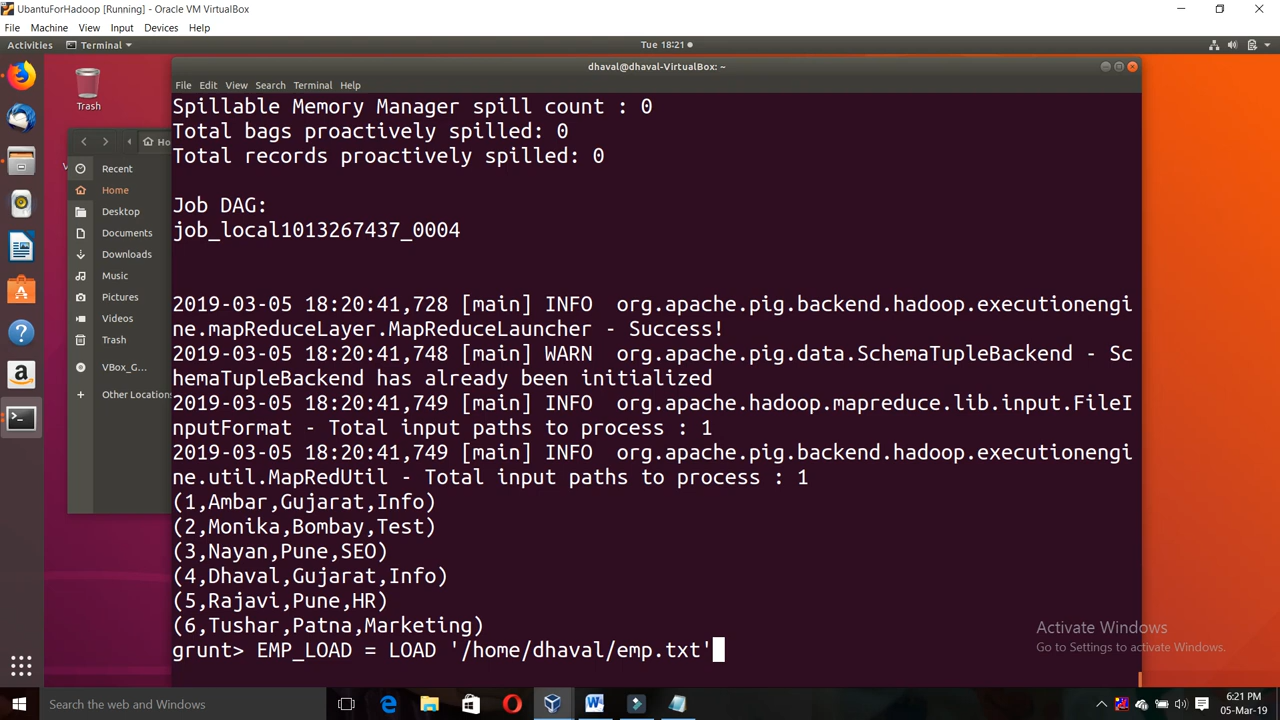 UbantuForHadoop [Running] - Oracle VM VirtualBox
File Machine View Input Devices Help
Activities Terminal Tue 18:21
Trash
dhaval@dhaval-VirtualBox: ~
File Edit View Search Terminal Help
Ho
Recent
Home
Desktop
Documents
Downloads
Music
Pictures
Videos
Trash
VBox_G...
Other Locations
Spillable Memory Manager spill count : 0
Total bags proactively spilled: 0
Total records proactively spilled: 0
Job DAG:
job_local1013267437_0004
2019-03-05 18:20:41,728 [main] INFO  org.apache.pig.backend.hadoop.executionengi
ne.mapReduceLayer.MapReduceLauncher - Success!
2019-03-05 18:20:41,748 [main] WARN  org.apache.pig.data.SchemaTupleBackend - Sc
hemaTupleBackend has already been initialized
2019-03-05 18:20:41,749 [main] INFO  org.apache.hadoop.mapreduce.lib.input.FileI
nputFormat - Total input paths to process : 1
2019-03-05 18:20:41,749 [main] INFO  org.apache.pig.backend.hadoop.executionengi
ne.util.MapRedUtil - Total input paths to process : 1
(1,Ambar,Gujarat,Info)
(2,Monika,Bombay,Test)
(3,Nayan,Pune,SEO)
(4,Dhaval,Gujarat,Info)
(5,Rajavi,Pune,HR)
(6,Tushar,Patna,Marketing)
grunt> EMP_LOAD = LOAD '/home/dhaval/emp.txt'
Activate Windows
Go to Settings to activate Windows.
Search the web and Windows
6:21 PM
05-Mar-19